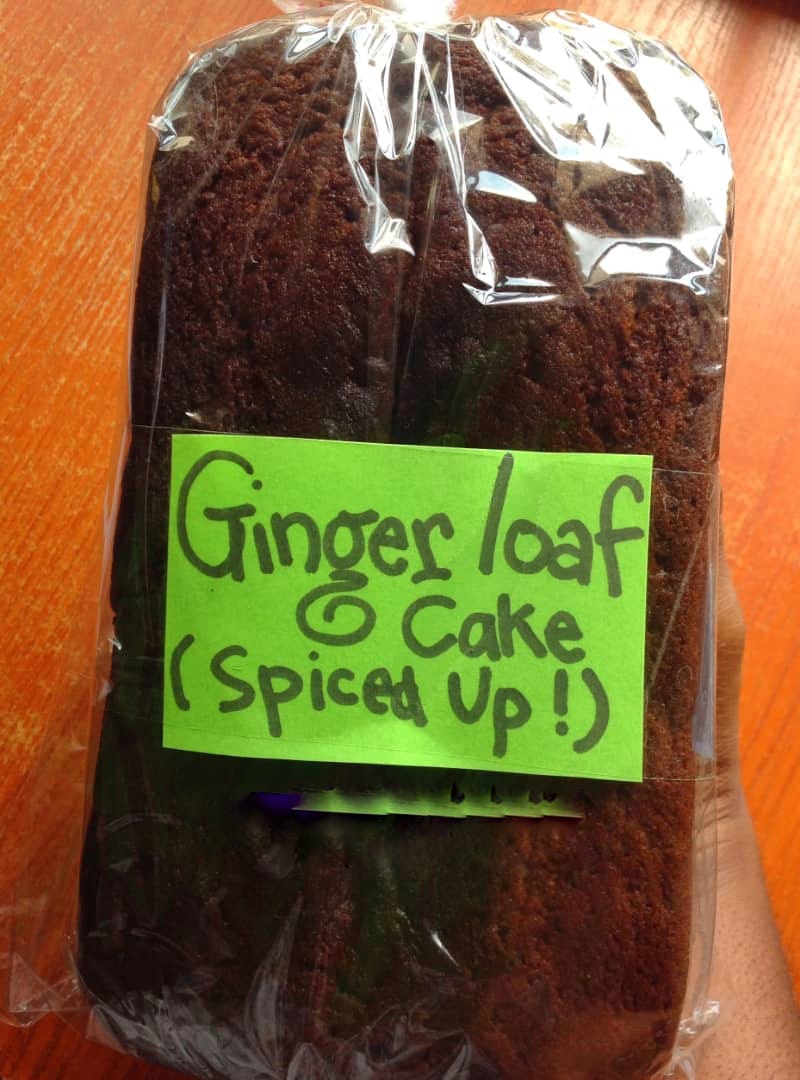 Ginger loaf
Cake
(Spiced Up!)